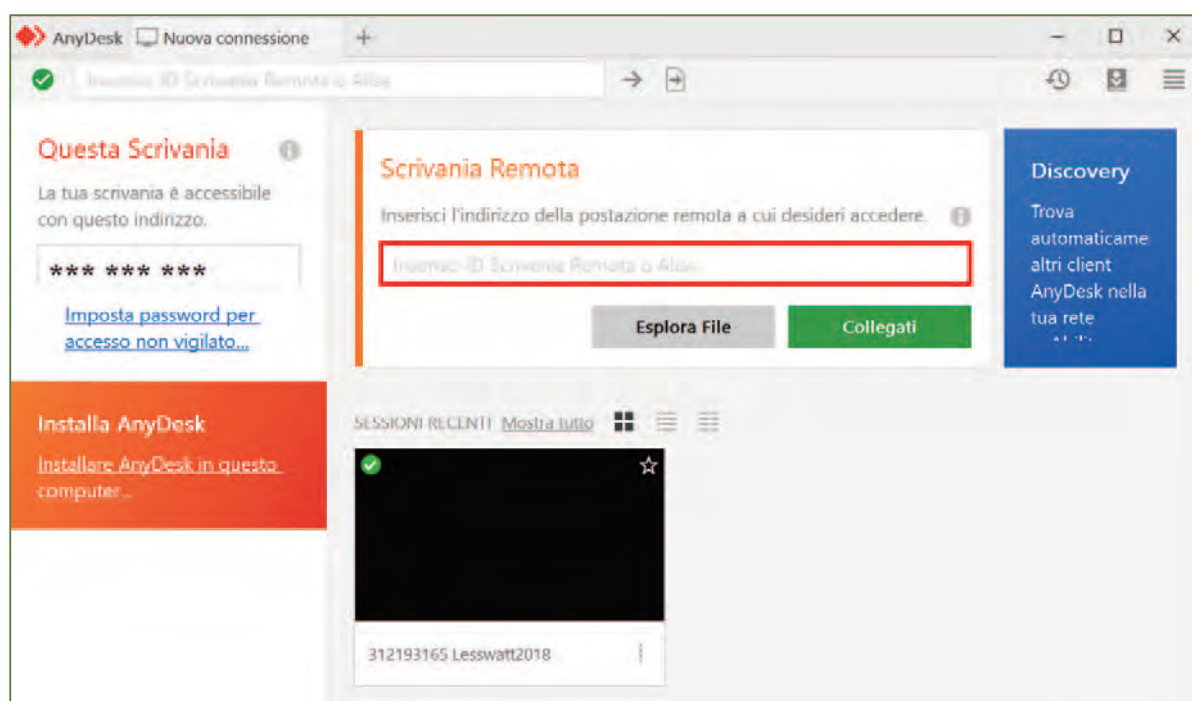 AnyDesk Nuova connessione
Inserisci ID Scrivania Remota o Alias
Questa Scrivania
La tua scrivania è accessibile
con questo indirizzo.
*** *** ***
Imposta password per
accesso non vigilato...
Installa AnyDesk
Installare AnyDesk in questo
computer...
Scrivania Remota
Inserisci l'indirizzo della postazione remota a cui desideri accedere.
Inserisci ID Scrivania Remota o Alias
Esplora File
Collegati
Discovery
Trova
automaticame
altri client
AnyDesk nella
tua rete
SESSIONI RECENTI Mostra tutto
312193165 Lesswatt2018